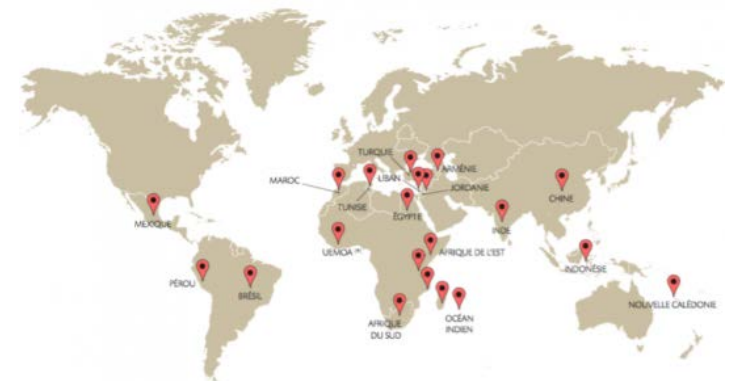 TURQUIE
ARMÉNIE
MAROC
LIBAN
JORDANIE
TUNISIE
CHINE
MEXIQUE
ÉGYPTE
INDE
UEMOA
AFRIQUE DE L'EST
PÉROU
BRÉSIL
INDONÉSIE
NOUVELLE CALÉDONIE
AFRIQUE
DU SUD
OCÉAN
INDIEN